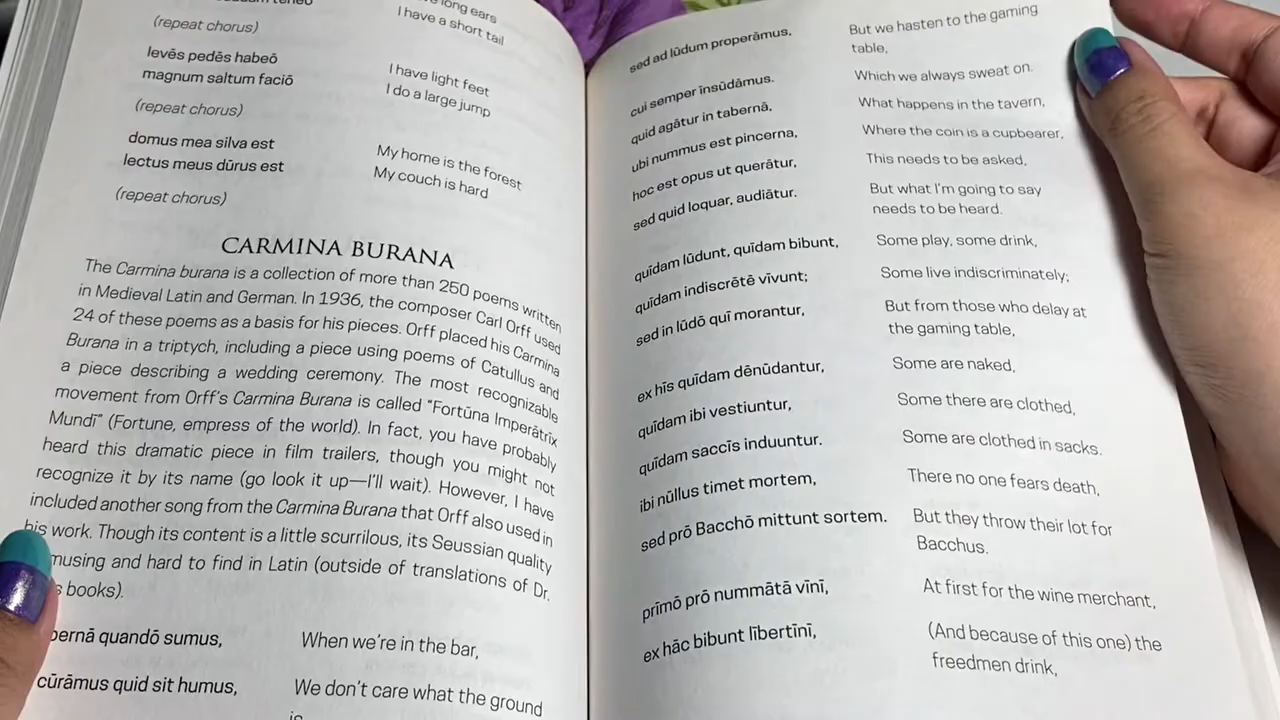 long ears
I have a short tail
(repeat chorus)
levēs pedēs habeō
I have light feet
magnum saltum faciō
I do a large jump
(repeat chorus)
domus mea silva est
My home is the forest
lectus meus dūrus est
My couch is hard
(repeat chorus)
CARMINA BURANA
The Carmina burana is a collection of more than 250 poems written
in Medieval Latin and German. In 1936, the composer Carl Orff used
24 of these poems as a basis for his pieces. Orff placed his Carmina
Burana in a triptych, including a piece using poems of Catullus and
a piece describing a wedding ceremony. The most recognizable
movement from Orff's Carmina Burana is called "Fortūna Imperātrix
Mundī" (Fortune, empress of the world). In fact, you have probably
heard this dramatic piece in film trailers, though you might not
recognize it by its name (go look it up—I'll wait). However, I have
included another song from the Carmina Burana that Orff also used in
his work. Though its content is a little scurrilous, its Seussian quality
musing and hard to find in Latin (outside of translations of Dr.
books).
quandō sumus,
When we're in the bar,
cūrāmus quid sit humus,
We don't care what the ground
is
sed ad lūdum properāmus,
But we hasten to the gaming
table,
cui semper īnsūdāmus.
Which we always sweat on.
quid agātur in tabernā,
What happens in the tavern,
ubi nummus est pincerna,
Where the coin is a cupbearer,
hoc est opus ut querātur,
This needs to be asked,
sed quid loquar, audiātur.
But what I'm going to say
needs to be heard.
quīdam lūdunt, quīdam bibunt,
Some play, some drink,
quīdam indiscrētē vīvunt;
Some live indiscriminately;
sed in lūdō quī morantur,
But from those who delay at
the gaming table,
ex hīs quīdam dēnūdantur,
Some are naked,
quīdam ibi vestiuntur,
Some there are clothed,
quīdam saccīs induuntur.
Some are clothed in sacks.
ibi nūllus timet mortem,
There no one fears death,
sed prō Bacchō mittunt sortem.
But they throw their lot for
Bacchus.
prīmō prō nummātā vīnī,
At first for the wine merchant,
ex hāc bibunt lībertīnī,
(And because of this one) the
freedmen drink,